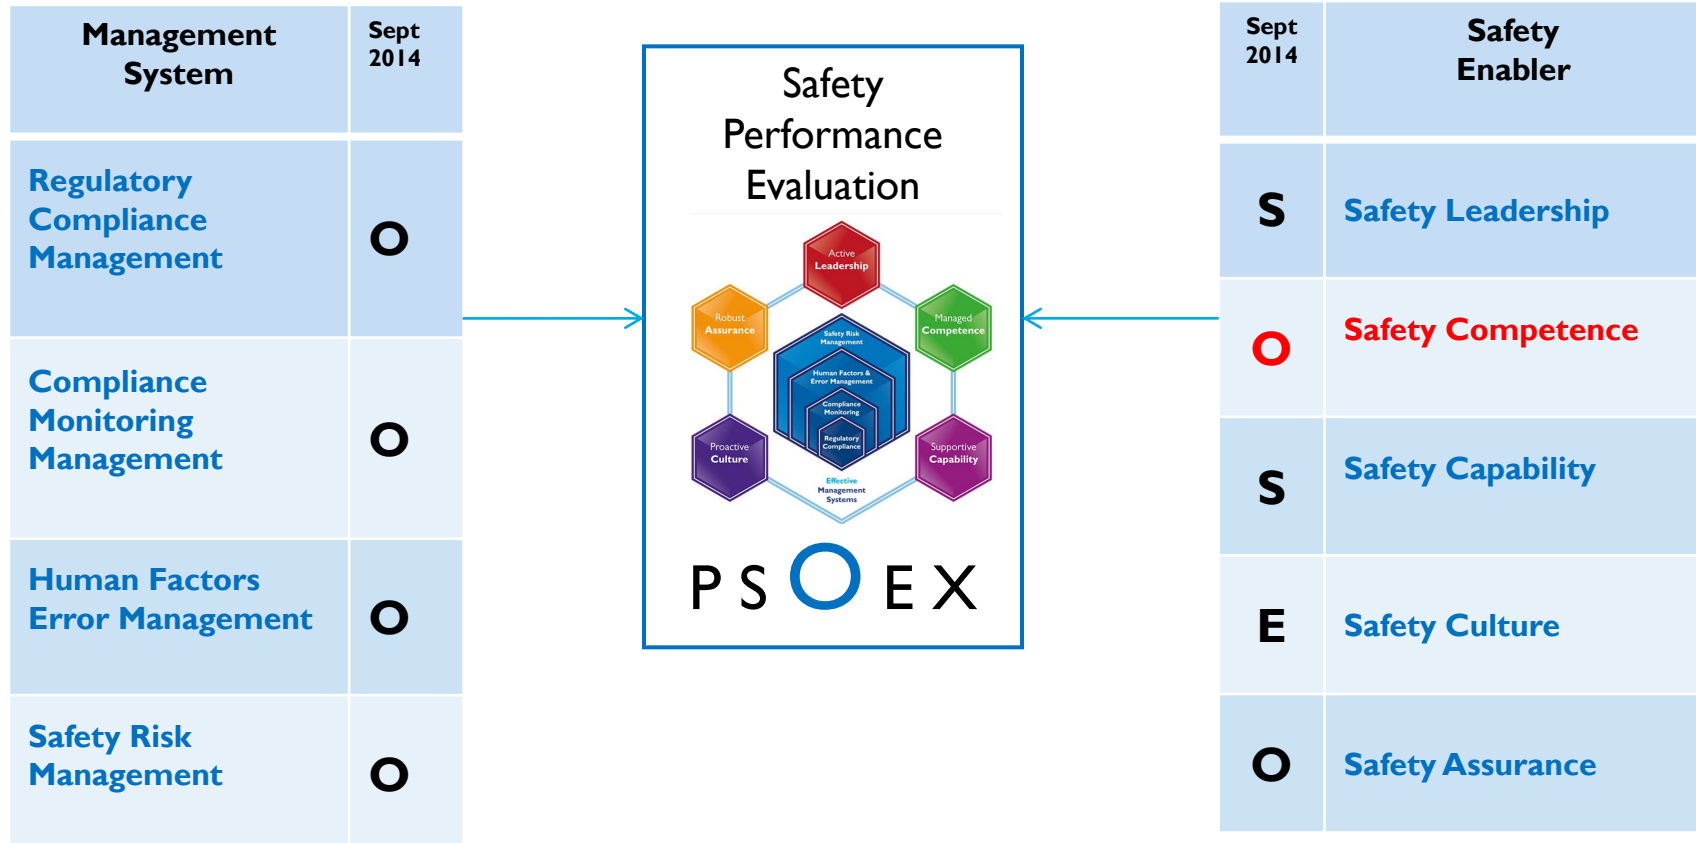 Management
System
Sept
2014
Regulatory
Compliance
Management
O
Compliance
Monitoring
Management
O
Human Factors
Error Management
O
Safety Risk
Management
O
Safety
Performance
Evaluation
Active
Leadership
Robust
Assurance
Managed
Competence
Safety Risk
Management
Human Factors &
Error Management
Compliance
Monitoring
Regulatory
Compliance
Proactive
Culture
Supportive
Capability
Effective
Management
Systems
P S O E X
Sept
2014
Safety
Enabler
S
Safety Leadership
O
Safety Competence
S
Safety Capability
E
Safety Culture
O
Safety Assurance